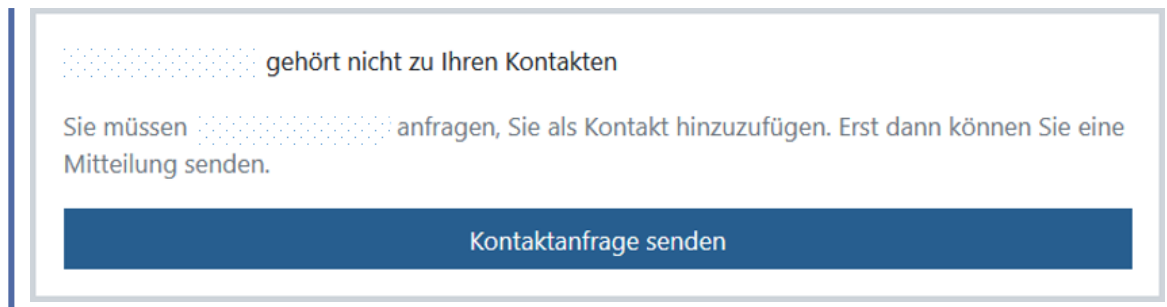 gehört nicht zu Ihren Kontakten
Sie müssen anfragen, Sie als Kontakt hinzuzufügen. Erst dann können Sie eine
Mitteilung senden.
Kontaktanfrage senden